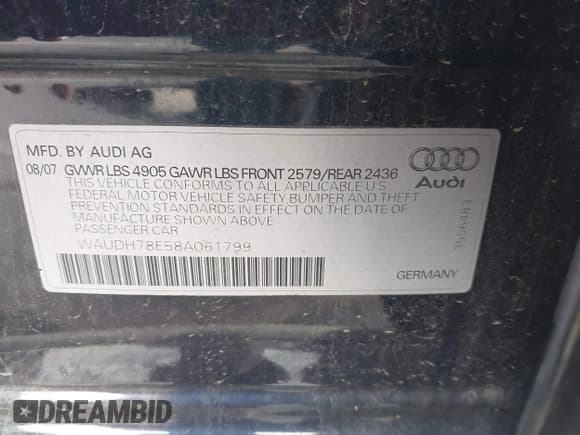 MFD. BY AUDI AG
08/07 GVWR LBS 4905 GAWR LBS FRONT 2579/REAR 2436
THIS VEHICLE CONFORMS TO ALL APPLICABLE U S
FEDERAL MOTOR VEHICLE SAFETY, BUMPER AND THEFT
PREVENTION STANDARDS IN EFFECT ON THE DATE OF
MANUFACTURE SHOWN ABOVE
PASSENGER CAR
WAUDH78E58A061799
Audi
3566483
GERMANY
DREAMBID